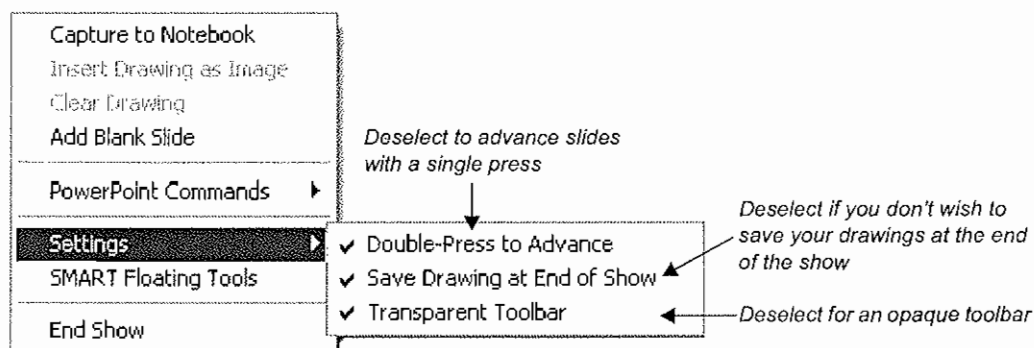 Capture to Notebook
Insert Drawing as Image
Clear Drawing
Add Blank Slide
PowerPoint Commands
Settings
SMART Floating Tools
End Show
Deselect to advance slides
with a single press
Double-Press to Advance
Save Drawing at End of Show
Transparent Toolbar
Deselect if you don't wish to
save your drawings at the end
of the show
Deselect for an opaque toolbar